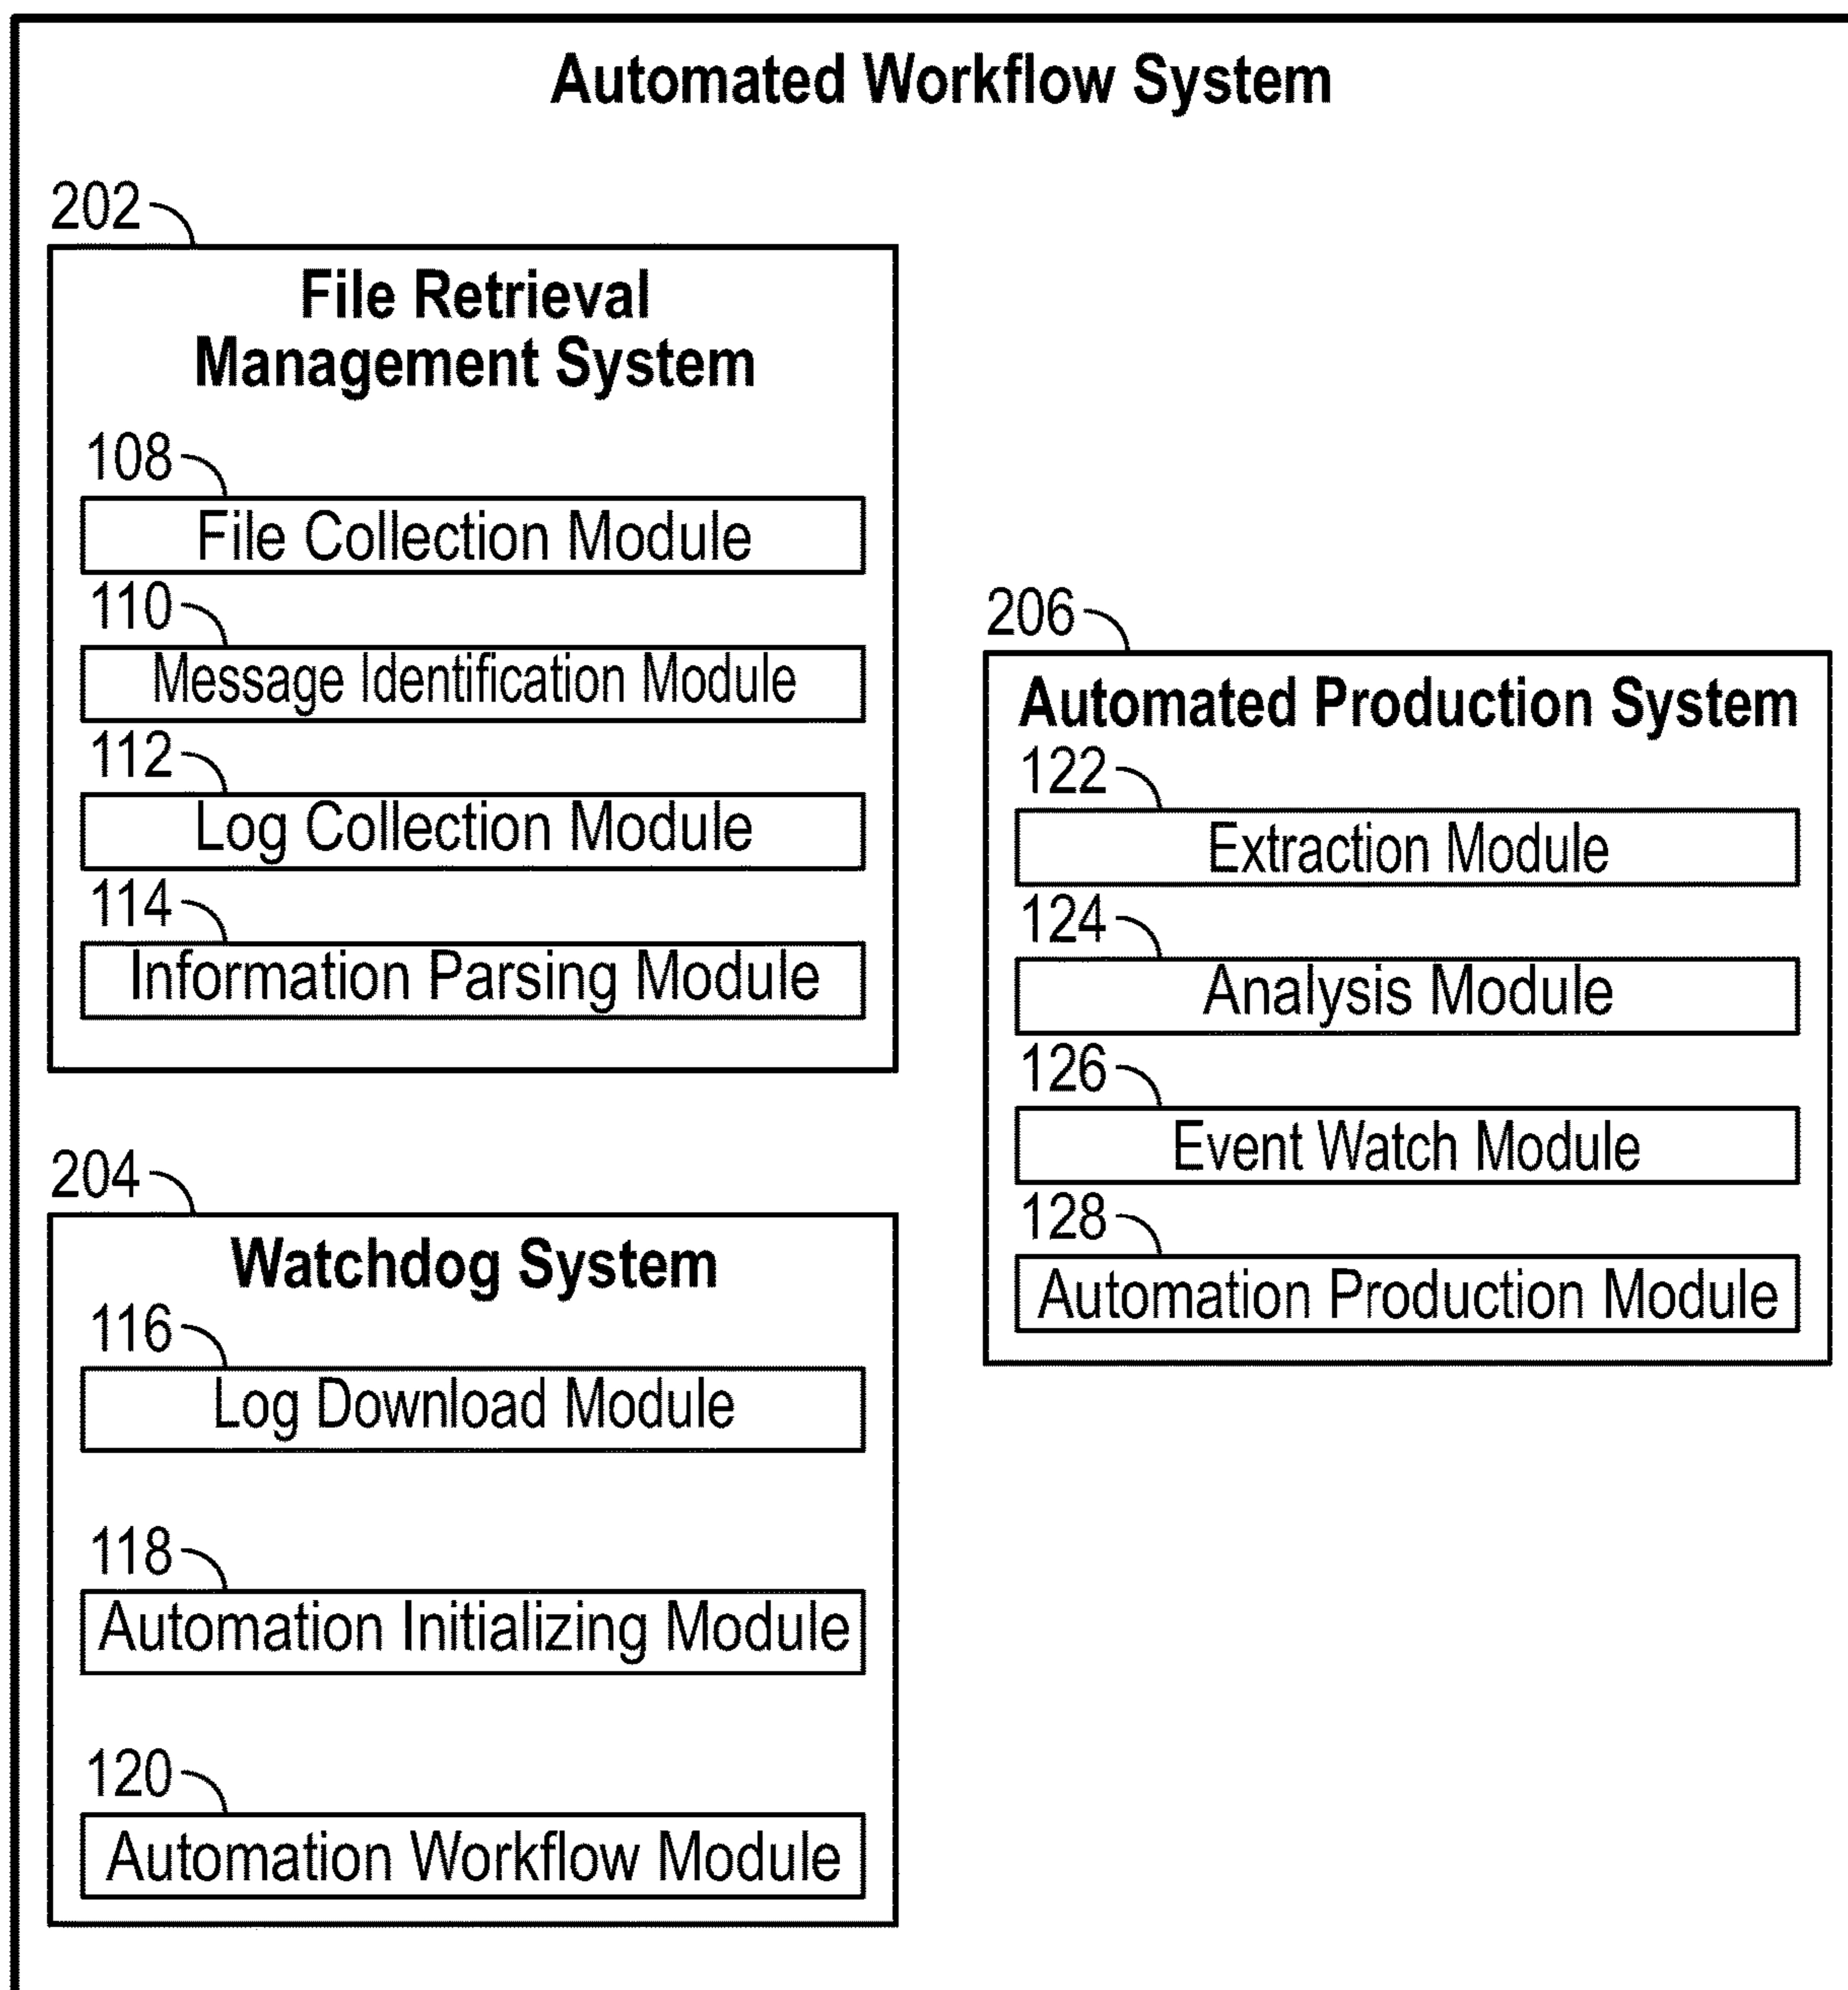 Automated Workflow System
202
File Retrieval
Management System
108
File Collection Module
110
Message Identification Module
112
Log Collection Module
114
Information Parsing Module
204
Watchdog System
116
Log Download Module
118
Automation Initializing Module
120
Automation Workflow Module
206
Automated Production System
122
Extraction Module
124
Analysis Module
126
Event Watch Module
128
Automation Production Module